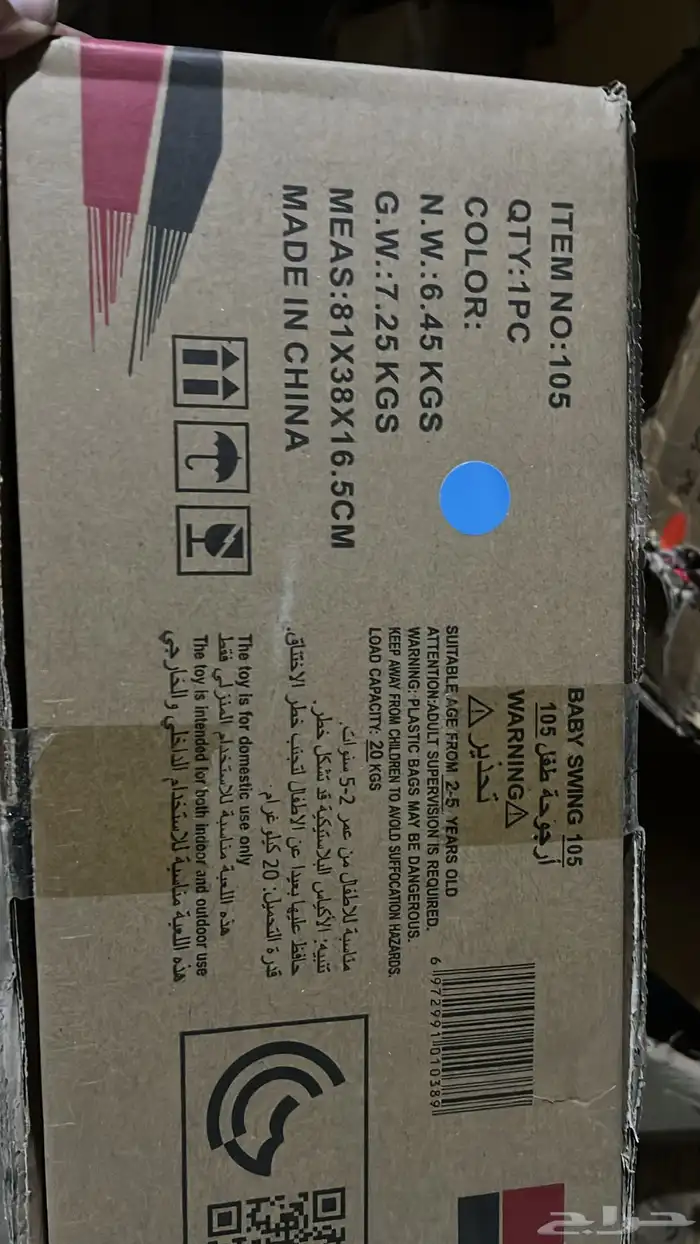 ITEM NO:105
QTY:1PC
COLOR:
N.W.:6.45 KGS
G.W.:7.25 KGS
MEAS:81X38X16.5CM
MADE IN CHINA
BABY SWING 105
أرجوحة طفل 105
WARNING⚠
⚠ تحذير
SUITABLE AGE FROM 2-5 YEARS OLD
ATTENTION:ADULT SUPERVISION IS REQUIRED.
WARNING: PLASTIC BAGS MAY BE DANGEROUS.
KEEP AWAY FROM CHILDREN TO AVOID SUFFOCATION HAZARDS.
LOAD CAPACITY: 20 KGS
مناسبة للاطفال من عمر 2-5 سنوات.
تنبيه: الأكياس البلاستيكية قد تشكل خطر.
حافظ عليها بعيدا عن الاطفال لتجنب خطر الاختناق.
قدرة التحميل: 20 كيلو غرام.
The toy is for domestic use only
هذه اللعبة مناسبة للاستخدام المنزلي فقط
The toy is intended for both indoor and outdoor use
هذه اللعبة مناسبة للاستخدام الداخلي والخارجي
6 972991 010389
حراج